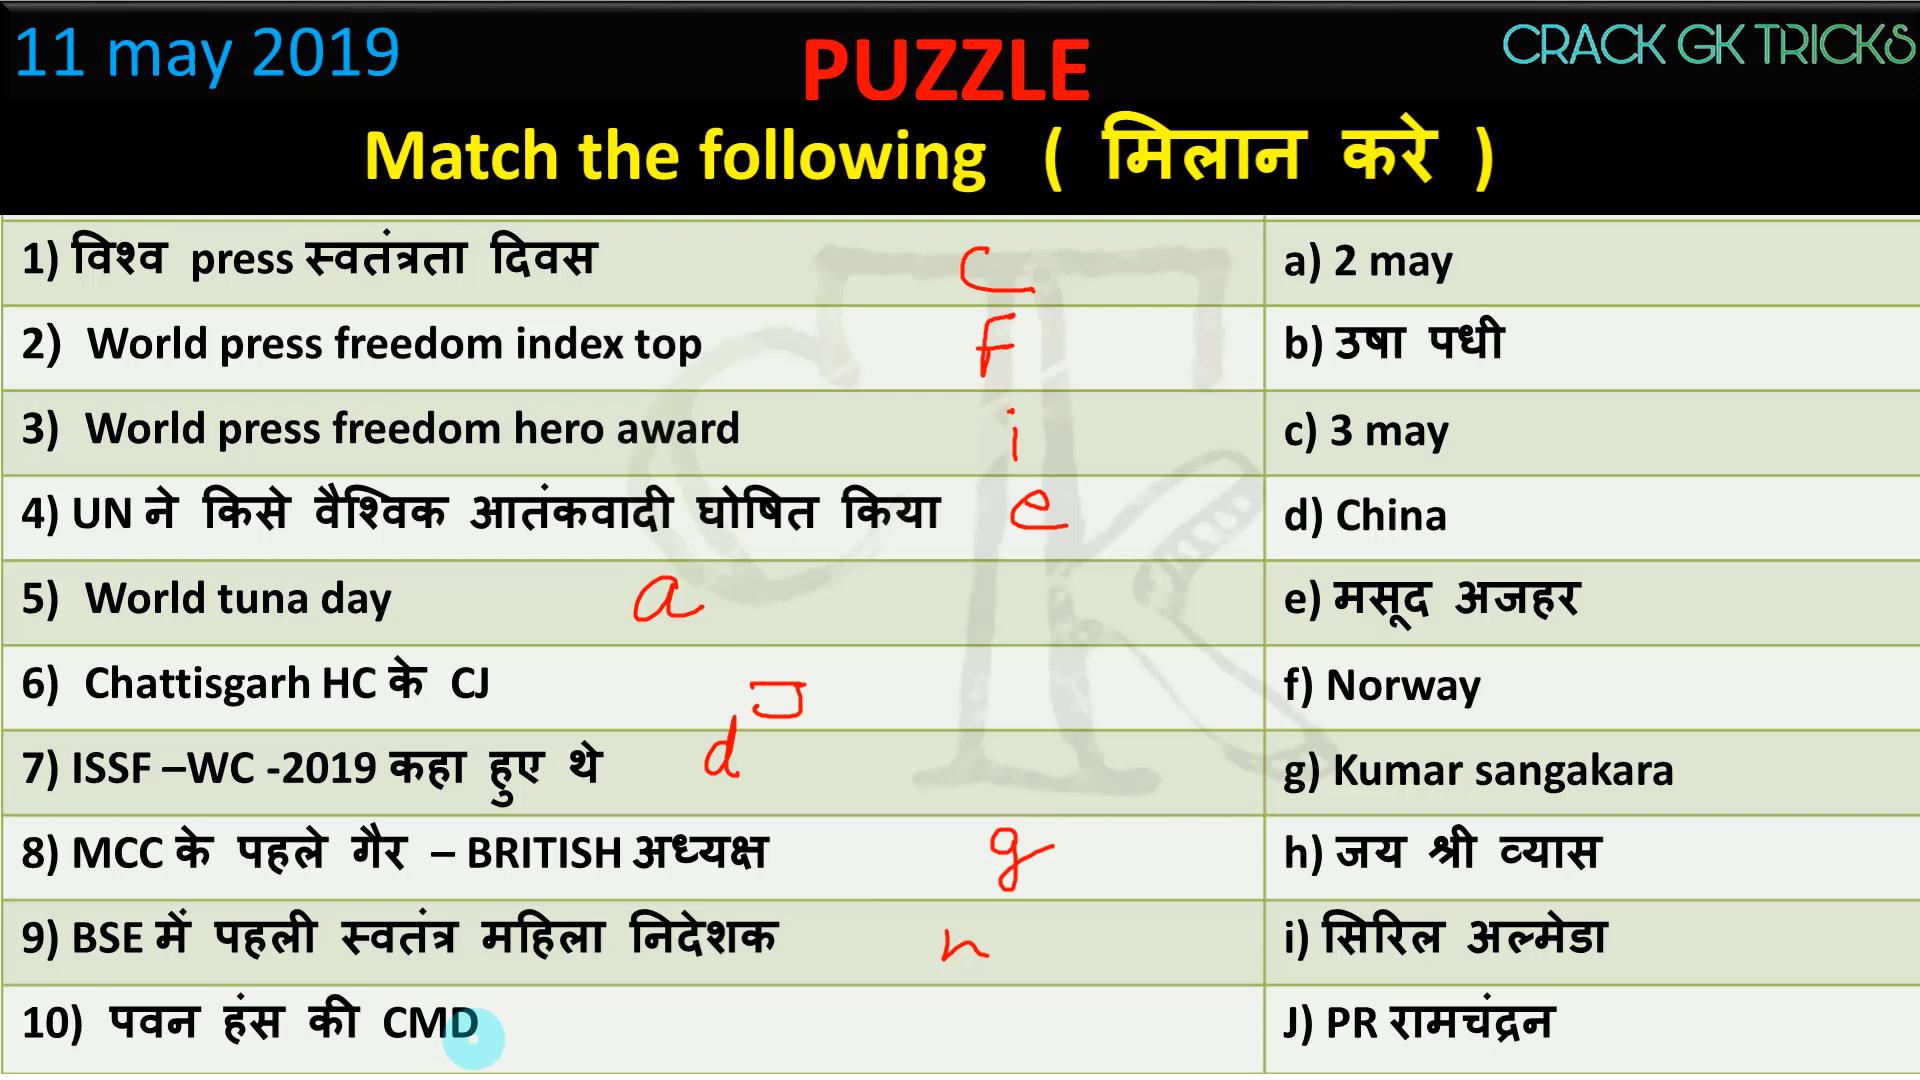 11 may 2019
PUZZLE
CRACK GK TRICKS
Match the following ( मिलान करे )
1) विश्व press स्वतंत्रता दिवस C a) 2 may
2) World press freedom index top F b) उषा पधी
3) World press freedom hero award i c) 3 may
4) UN ने किसे वैश्विक आतंकवादी घोषित किया e d) China
5) World tuna day a e) मसूद अजहर
6) Chattisgarh HC के CJ J f) Norway
7) ISSF –WC -2019 कहा हुए थे d g) Kumar sangakara
8) MCC के पहले गैर – BRITISH अध्यक्ष g h) जय श्री व्यास
9) BSE में पहली स्वतंत्र महिला निदेशक h i) सिरिल अल्मेडा
10) पवन हंस की CMD J) PR रामचंद्रन